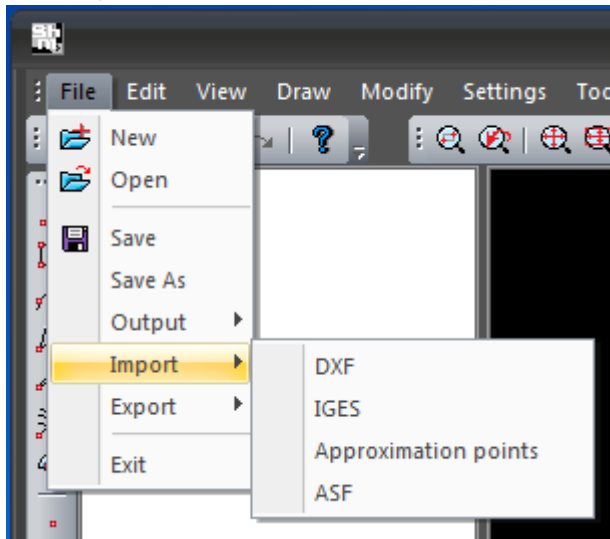 File Edit View Draw Modify Settings Too
New
Open
Save
Save As
Output
Import
Export
Exit
DXF
IGES
Approximation points
ASF